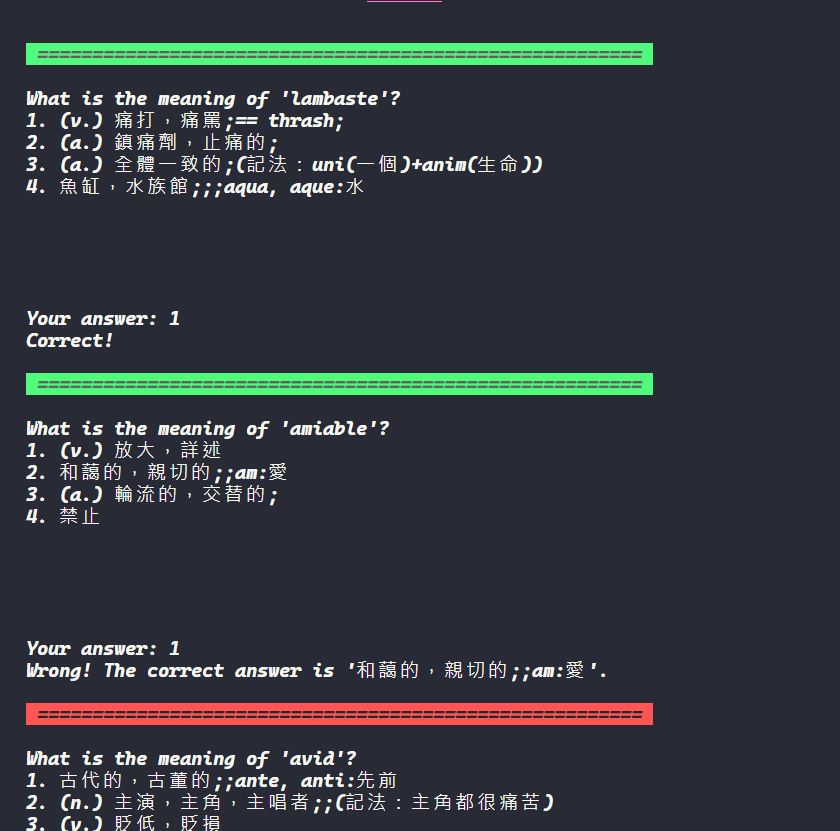 =======================================================
What is the meaning of 'lambaste'?
1. (v.) 痛打，痛罵;== thrash;
2. (a.) 鎮痛劑，止痛的;
3. (a.) 全體一致的;(記法：uni(一個)+anim(生命))
4. 魚缸，水族館;;;aqua, aque:水
Your answer: 1
Correct!
=======================================================
What is the meaning of 'amiable'?
1. (v.) 放大，詳述
2. 和藹的，親切的;;am:愛
3. (a.) 輪流的，交替的;
4. 禁止
Your answer: 1
Wrong! The correct answer is '和藹的，親切的;;am:愛'.
=======================================================
What is the meaning of 'avid'?
1. 古代的，古董的;;ante, anti:先前
2. (n.) 主演，主角，主唱者;;(記法：主角都很痛苦)
3. (v.) 貶低，貶損